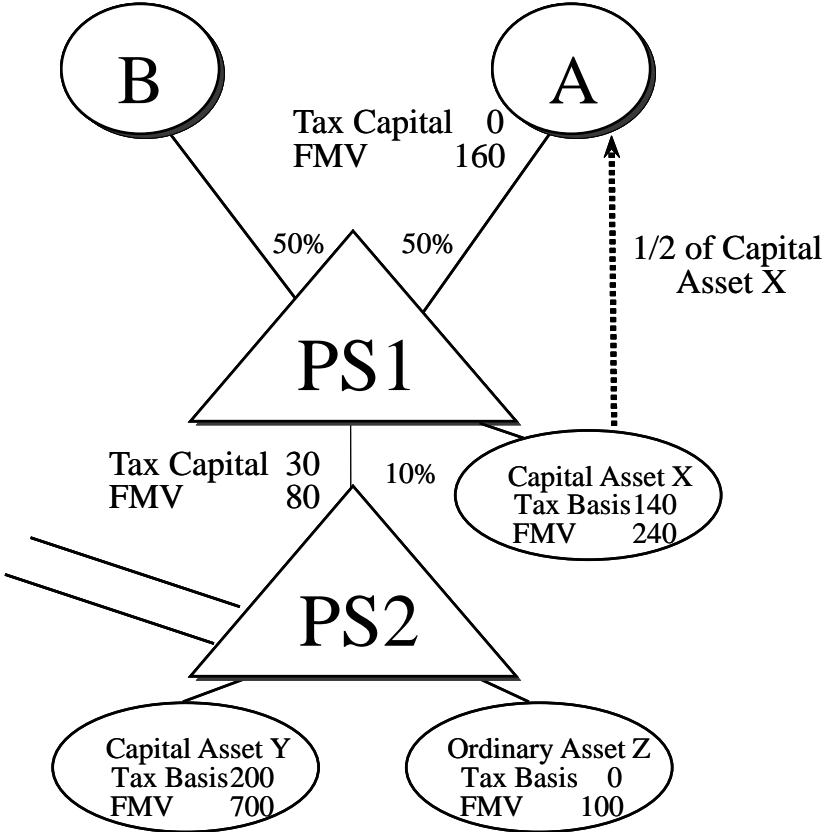 B
A
Tax Capital 0
FMV 160
50%
50%
1/2 of Capital
Asset X
PS1
Tax Capital 30
FMV 80
10%
Capital Asset X
Tax Basis 140
FMV 240
PS2
Capital Asset Y
Tax Basis 200
FMV 700
Ordinary Asset Z
Tax Basis 0
FMV 100